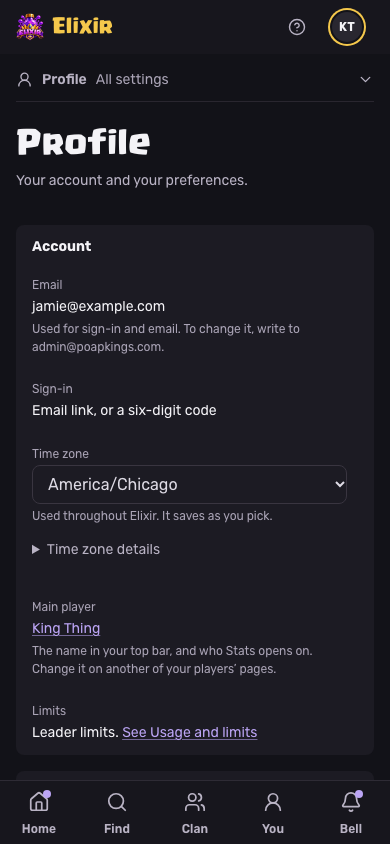 Elixir
KT
Profile All settings
Profile
Your account and your preferences.
Account
Email
jamie@example.com
Used for sign-in and email. To change it, write to
admin@poapkings.com.
Sign-in
Email link, or a six-digit code
Time zone
America/Chicago
Used throughout Elixir. It saves as you pick.
Time zone details
Main player
King Thing
The name in your top bar, and who Stats opens on.
Change it on another of your players’ pages.
Limits
Leader limits. See Usage and limits
Home Find Clan You Bell